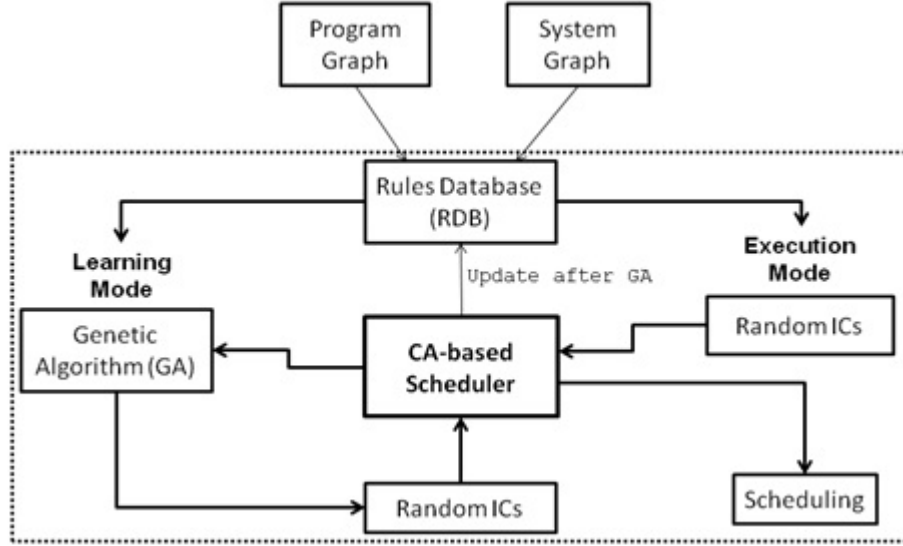 Program
Graph
System
Graph
Rules Database
(RDB)
Learning
Mode
Execution
Mode
Update after GA
Genetic
Algorithm (GA)
CA-based
Scheduler
Random ICs
Random ICs
Scheduling